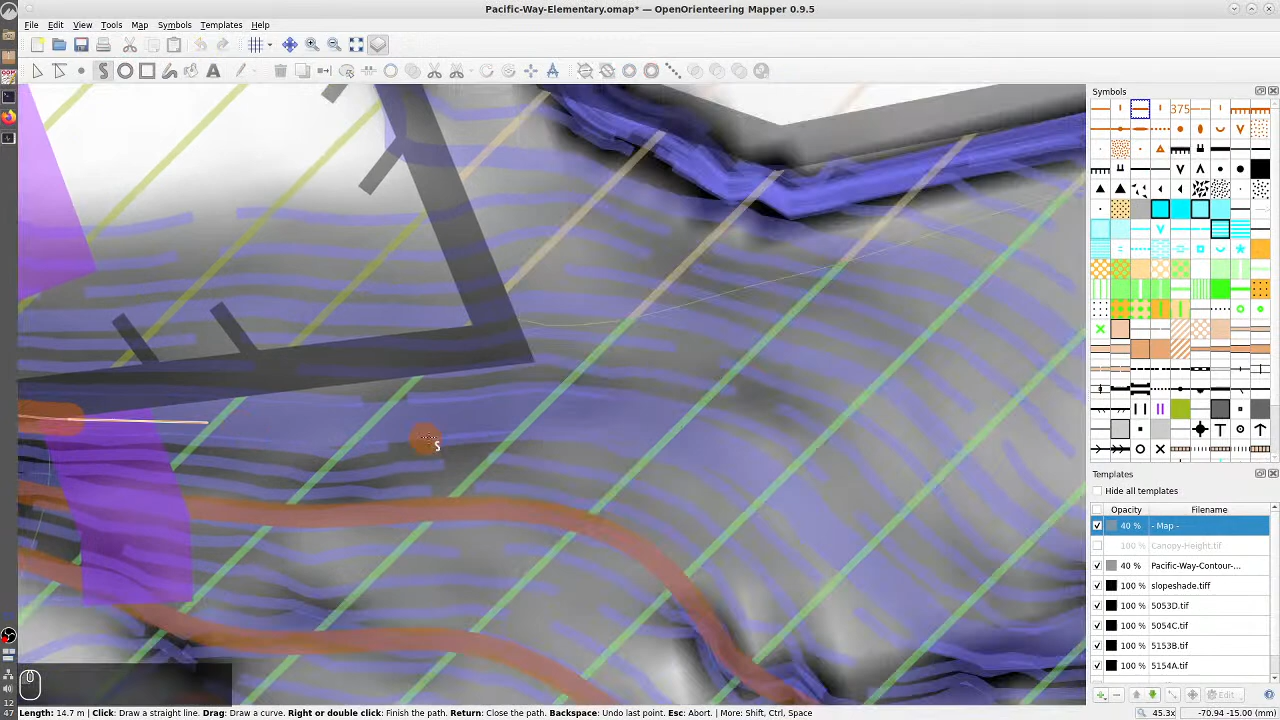 Pacific-Way-Elementary.omap* — OpenOrienteering Mapper 0.9.5
File Edit View Tools Map Symbols Templates Help
Symbols
375
S
Templates
Hide all templates
Opacity Filename
40 % - Map -
100 % Canopy-Height.tif
40 % Pacific-Way-Contour-...
100 % slopeshade.tiff
100 % 5053D.tif
100 % 5054C.tif
100 % 5153B.tif
100 % 5154A.tif
Edit
12
47
Length: 14.7 m | Click: Draw a straight line. Drag: Draw a curve. Right or double click: Finish the path. Return: Close the path. Backspace: Undo last point. Esc: Abort. | More: Shift, Ctrl, Space
45.3x
-70.94 -15.00 (mm)